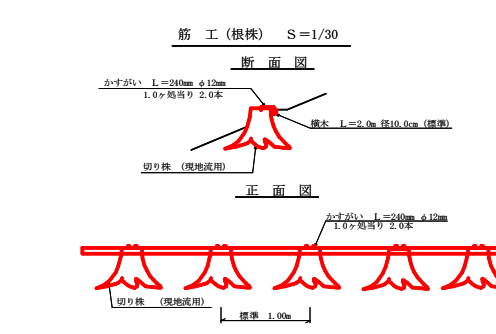 筋　工（根株）　S＝1/30
断　面　図
かすがい　L＝240mm　φ12mm
1.0ヶ処当り　2.0本
横木　L＝2.0m 径10.0cm（標準）
切り株　（現地流用）
正　面　図
かすがい　L＝240mm　φ12mm
1.0ヶ処当り　2.0本
切り株　（現地流用）
標準　1.00m